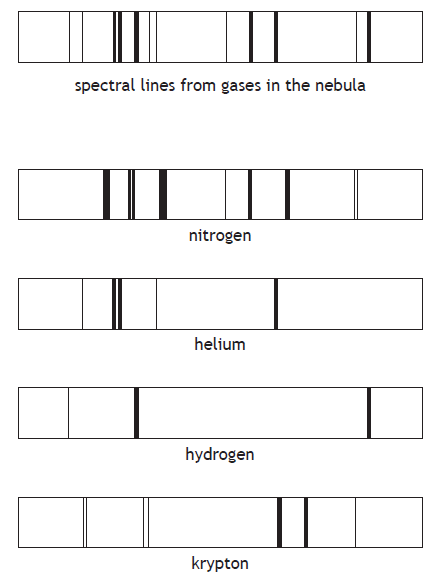 spectral lines from gases in the nebula
nitrogen
helium
hydrogen
krypton